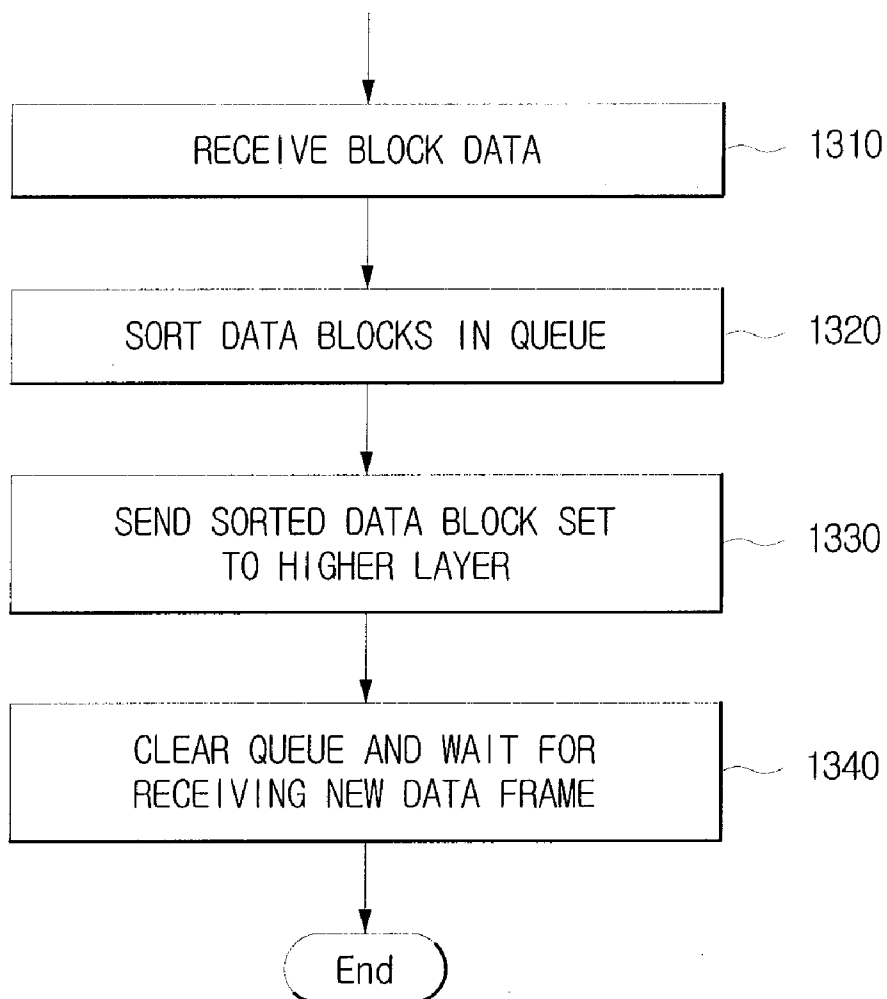 RECEIVE BLOCK DATA
1310
SORT DATA BLOCKS IN QUEUE
1320
SEND SORTED DATA BLOCK SET
TO HIGHER LAYER
1330
CLEAR QUEUE AND WAIT FOR
RECEIVING NEW DATA FRAME
1340
End